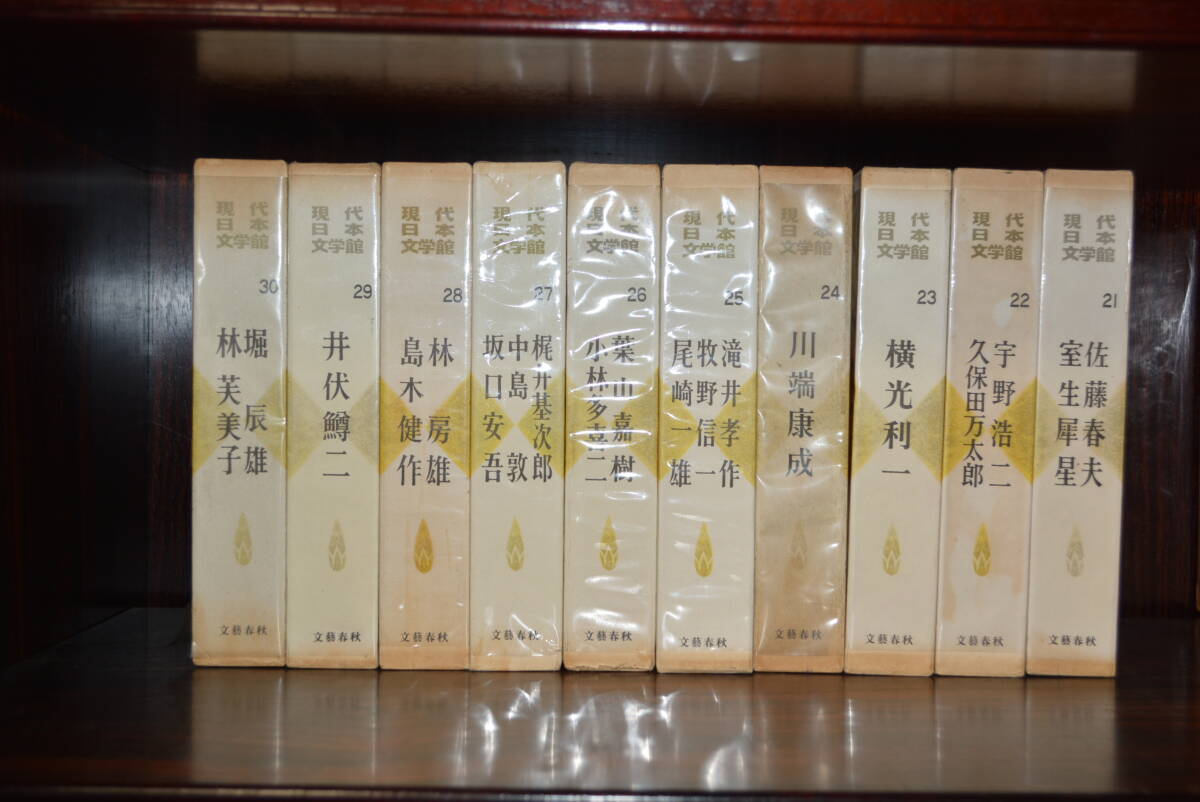 現代
日本
文学館
21
佐藤春夫
室生犀星
文藝春秋
現代
日本
文学館
22
宇野浩二
久保田万太郎
文藝春秋
現代
日本
文学館
23
横光利一
文藝春秋
現代
日本
文学館
24
川端康成
文藝春秋
現代
日本
文学館
25
滝井孝作
牧野信一
尾崎一雄
文藝春秋
現代
日本
文学館
26
葉山嘉樹
小林多喜二
文藝春秋
現代
日本
文学館
27
梶井基次郎
中島敦
坂口安吾
文藝春秋
現代
日本
文学館
28
林房雄
島木健作
文藝春秋
現代
日本
文学館
29
井伏鱒二
文藝春秋
現代
日本
文学館
30
堀辰雄
林芙美子
文藝春秋